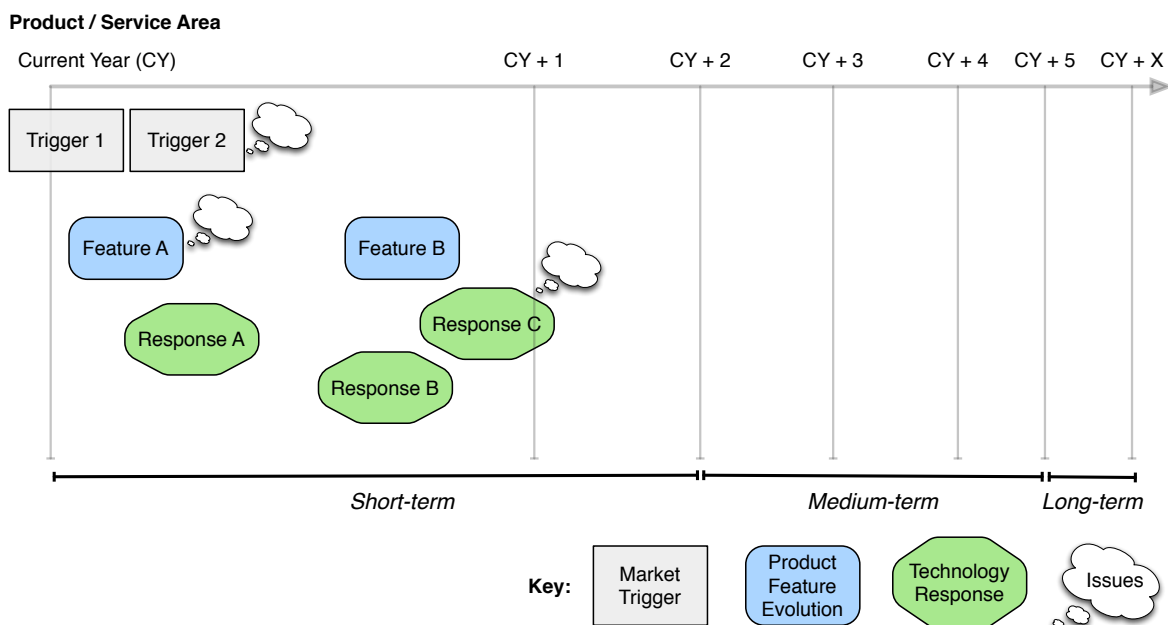 Product / Service Area
Current Year (CY) CY + 1 CY + 2 CY + 3 CY + 4 CY + 5 CY + X
Trigger 1 Trigger 2
Feature A Feature B
Response C
Response A
Response B
Short-term Medium-term Long-term
Key:
Market
Trigger
Product
Feature
Evolution
Technology
Response
Issues